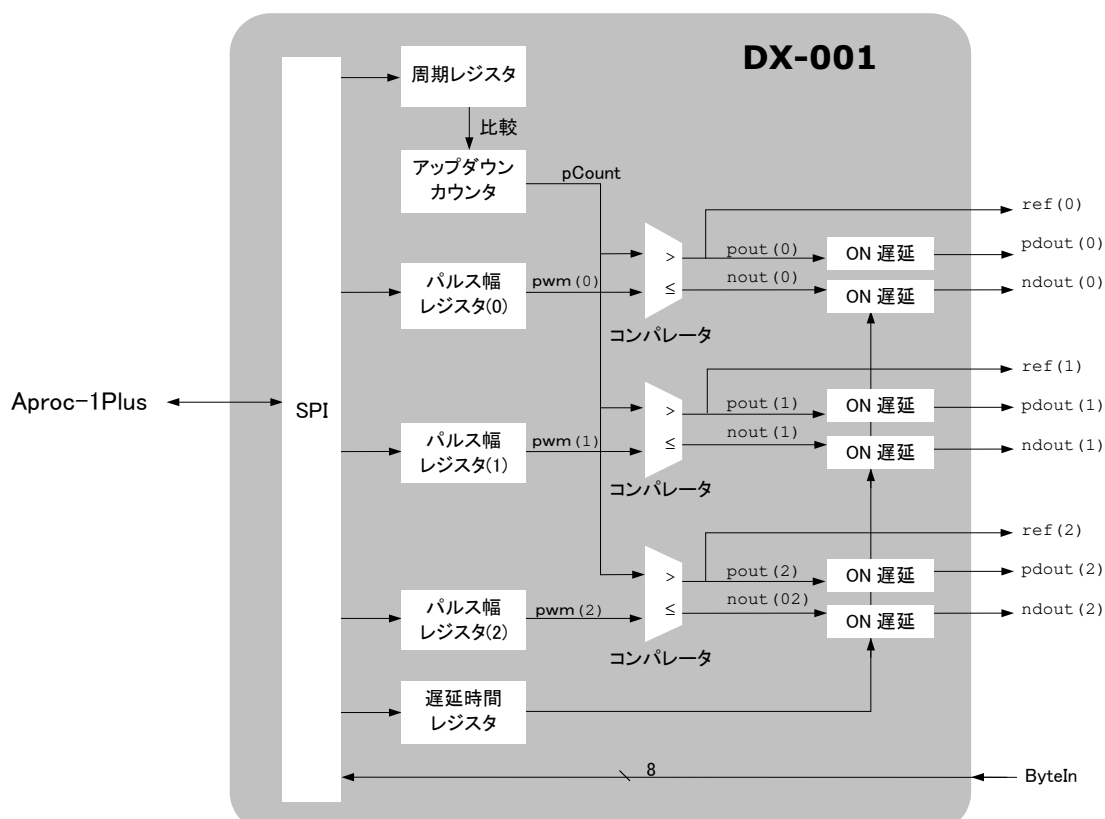 DX-001
周期レジスタ
比較
アップダウン
カウンタ
pCount
ref(0)
pout(0)
ON 遅延
pdout(0)
>
≤
パルス幅
レジスタ(0)
pwm(0)
nout(0)
ON 遅延
ndout(0)
コンパレータ
ref(1)
Aproc-1Plus
SPI
>
≤
pout(1)
ON 遅延
pdout(1)
パルス幅
レジスタ(1)
pwm(1)
nout(1)
ON 遅延
ndout(1)
コンパレータ
ref(2)
>
≤
pout(2)
ON 遅延
pdout(2)
パルス幅
レジスタ(2)
pwm(2)
nout(02)
ON 遅延
ndout(2)
コンパレータ
遅延時間
レジスタ
8
ByteIn